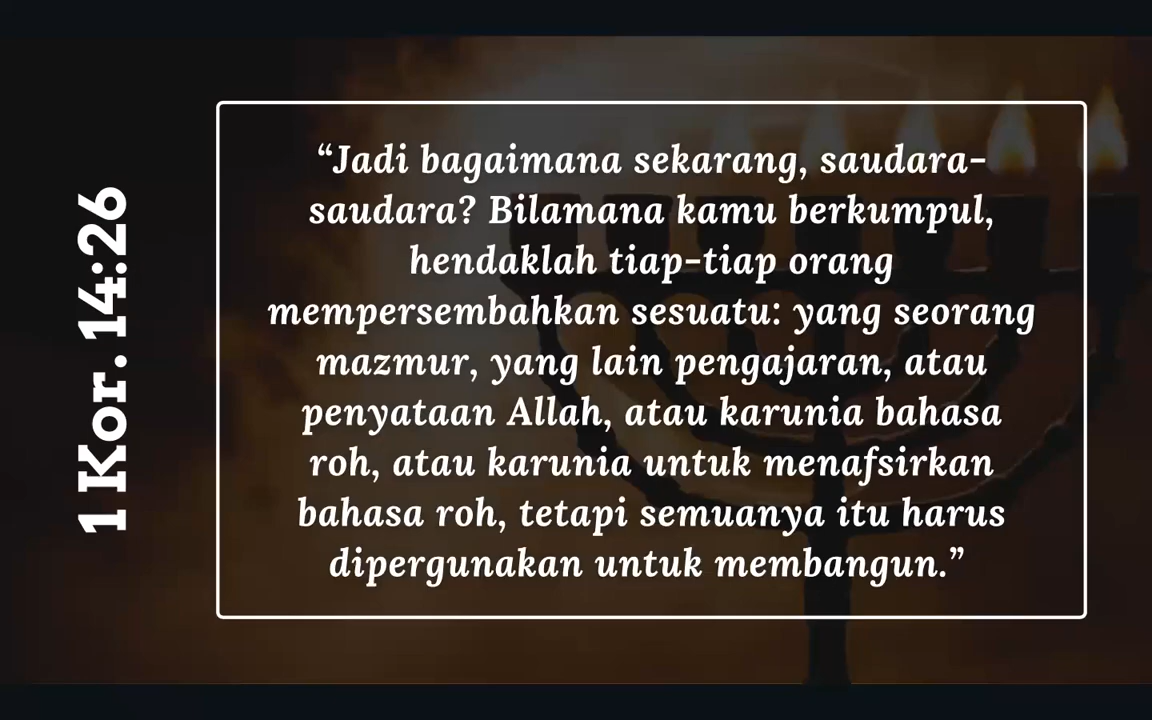 1 Kor. 14:26
“Jadi bagaimana sekarang, saudara-
saudara? Bilamana kamu berkumpul,
hendaklah tiap-tiap orang
mempersembahkan sesuatu: yang seorang
mazmur, yang lain pengajaran, atau
penyataan Allah, atau karunia bahasa
roh, atau karunia untuk menafsirkan
bahasa roh, tetapi semuanya itu harus
dipergunakan untuk membangun.”